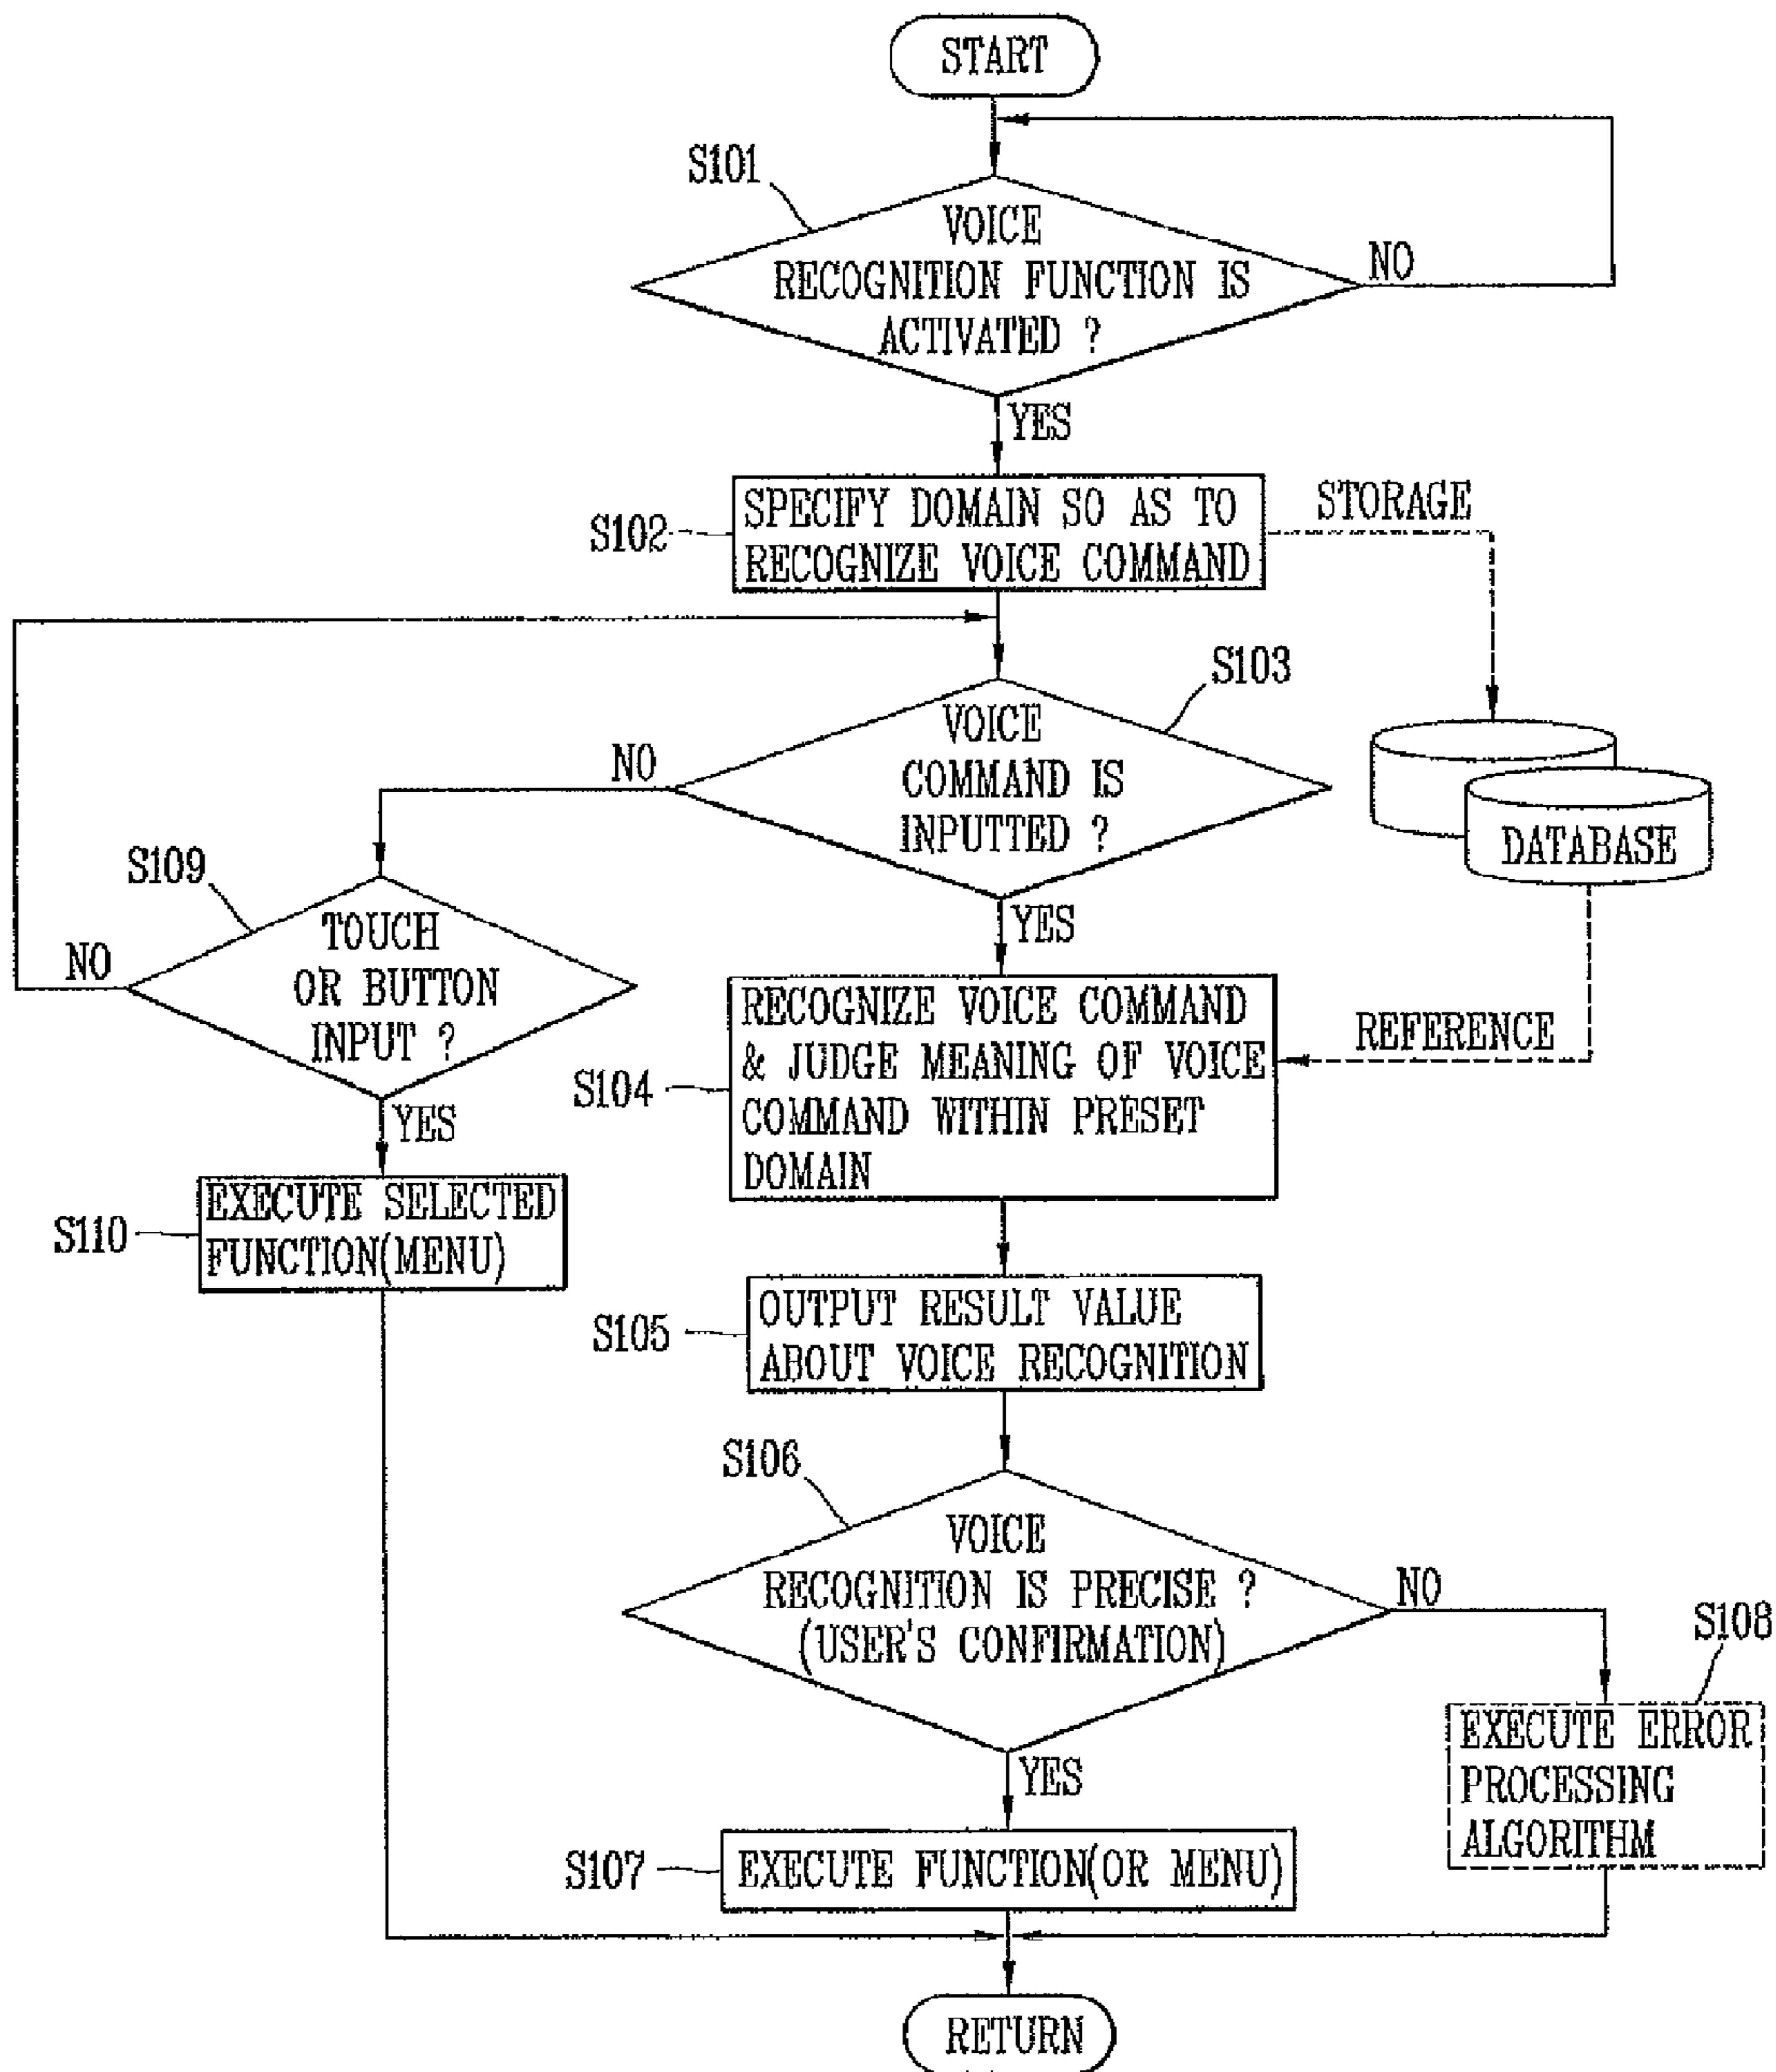 START
S101
VOICE
RECOGNITION FUNCTION IS
ACTIVATED ?
NO
YES
S102
SPECIFY DOMAIN SO AS TO
RECOGNIZE VOICE COMMAND
STORAGE
S103
VOICE
COMMAND IS
INPUTTED ?
NO
YES
DATABASE
S109
TOUCH
OR BUTTON
INPUT ?
NO
YES
REFERENCE
S104
RECOGNIZE VOICE COMMAND
& JUDGE MEANING OF VOICE
COMMAND WITHIN PRESET
DOMAIN
S110
EXECUTE SELECTED
FUNCTION(MENU)
S105
OUTPUT RESULT VALUE
ABOUT VOICE RECOGNITION
S106
VOICE
RECOGNITION IS PRECISE ?
(USER'S CONFIRMATION)
NO
YES
S108
EXECUTE ERROR
PROCESSING
ALGORITHM
S107
EXECUTE FUNCTION(OR MENU)
RETURN